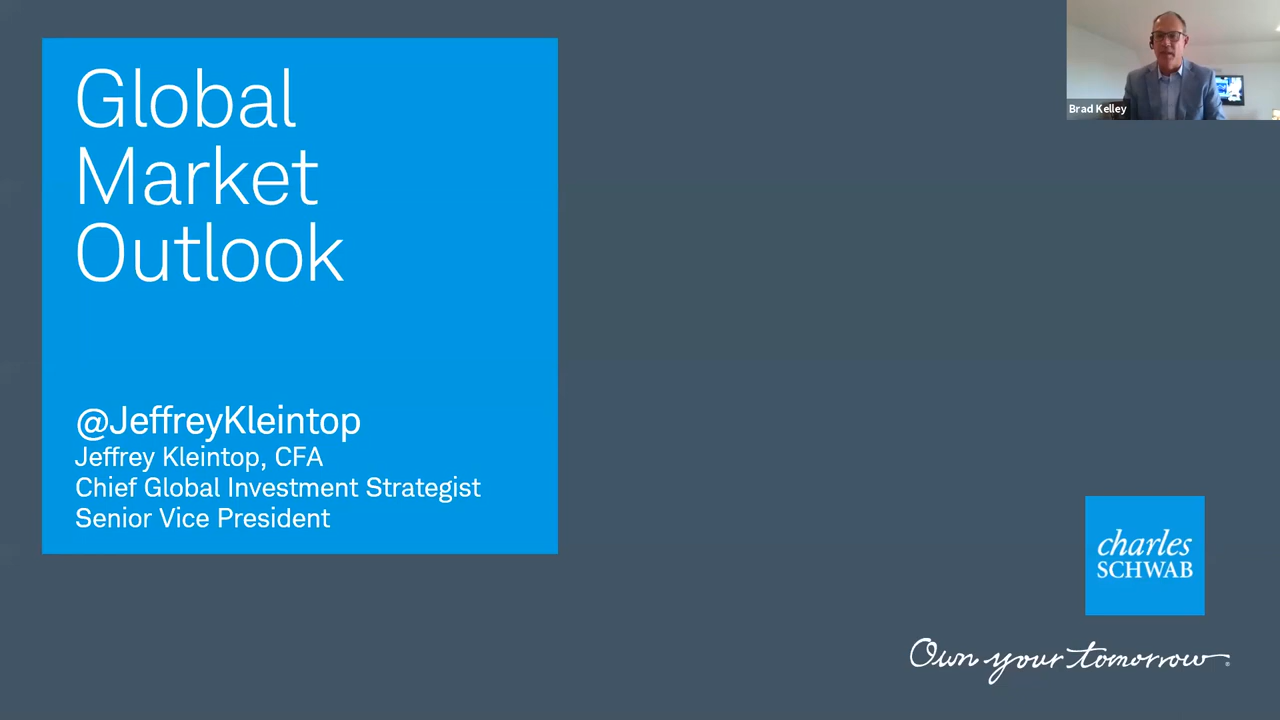 Global
Market
Outlook
@JeffreyKleintop
Jeffrey Kleintop, CFA
Chief Global Investment Strategist
Senior Vice President
Brad Kelley
charles
SCHWAB
Own your tomorrow